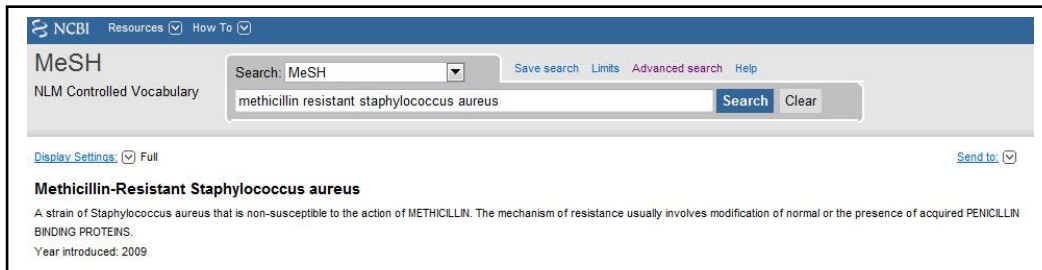 NCBI Resources How To
MeSH
NLM Controlled Vocabulary
Search: MeSH
Save search Limits Advanced search Help
methicillin resistant staphylococcus aureus
Search Clear
Display Settings: Full
Send to:
Methicillin-Resistant Staphylococcus aureus
A strain of Staphylococcus aureus that is non-susceptible to the action of METHICILLIN. The mechanism of resistance usually involves modification of normal or the presence of acquired PENICILLIN
BINDING PROTEINS.
Year introduced: 2009